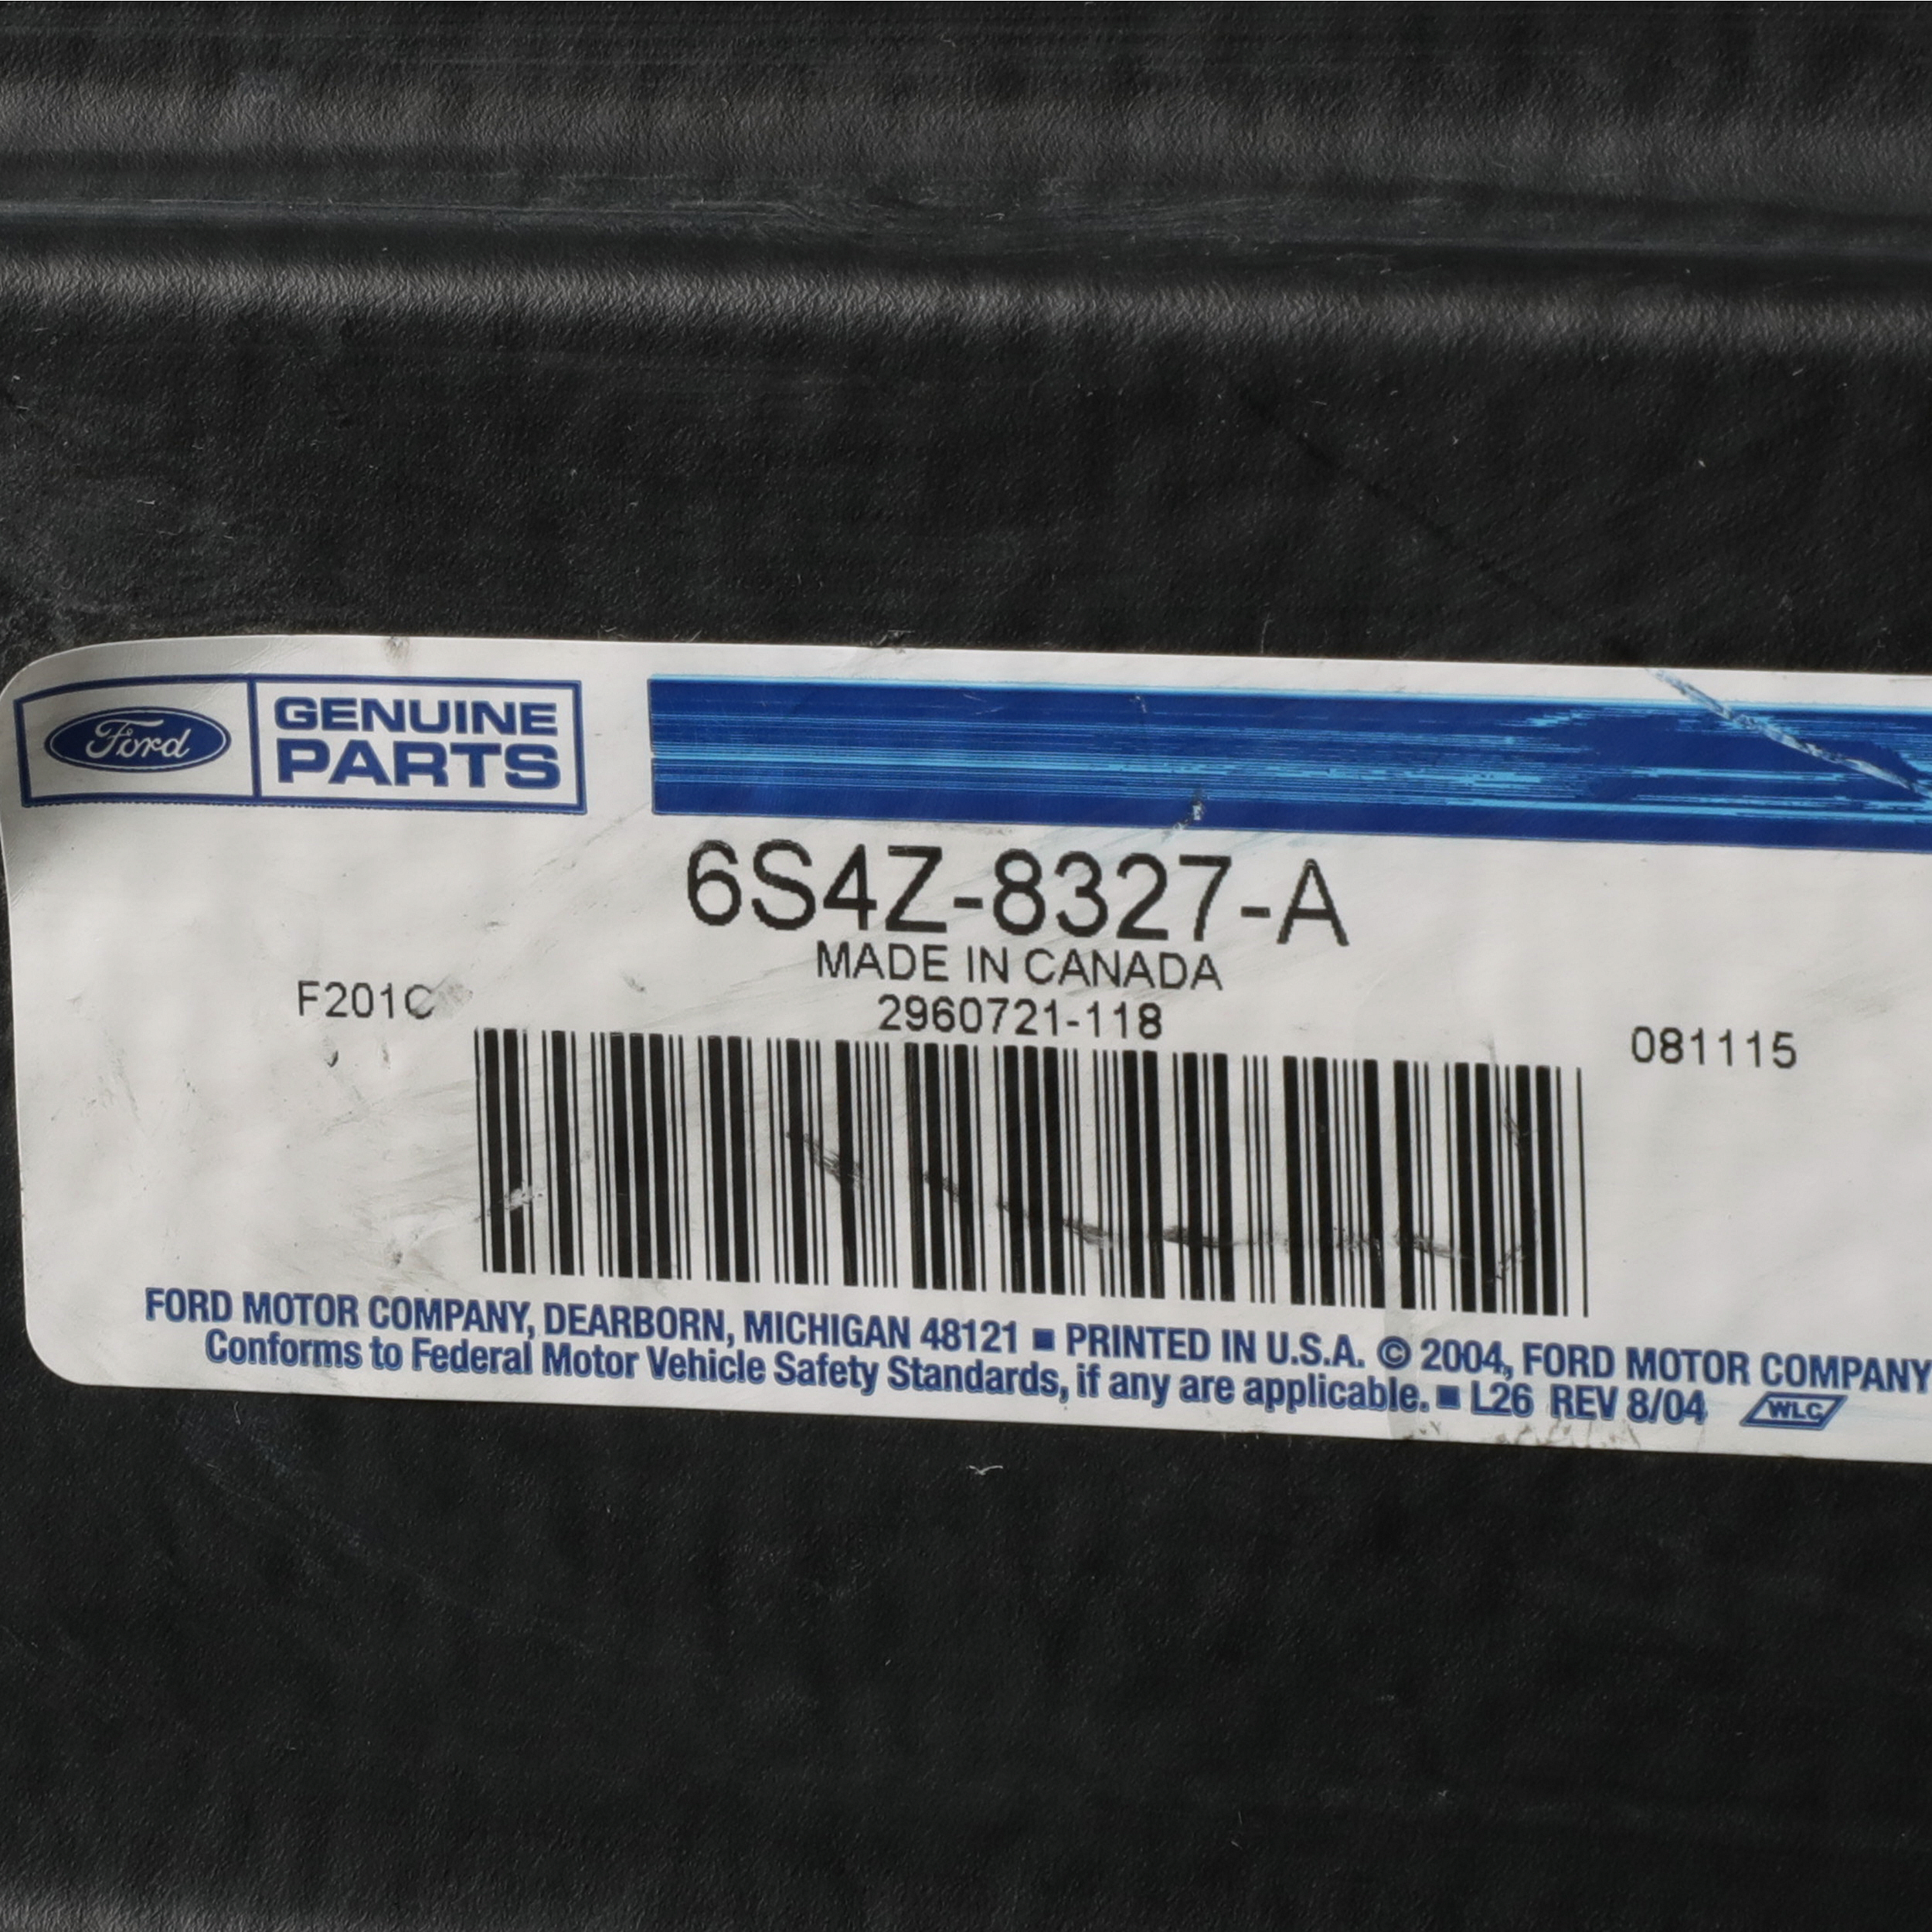 Ford GENUINE
PARTS
6S4Z-8327-A
MADE IN CANADA
F201C
2960721-118
081115
FORD MOTOR COMPANY, DEARBORN, MICHIGAN 48121 ■ PRINTED IN U.S.A. © 2004, FORD MOTOR COMPANY
Conforms to Federal Motor Vehicle Safety Standards, if any are applicable. ■ L26 REV 8/04 WLC